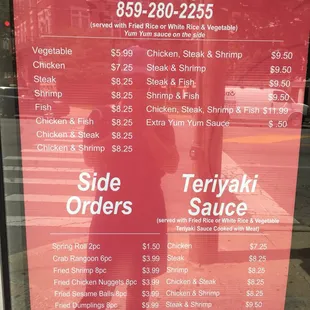 859-280-2255
(served with Fried Rice or White Rice & Vegetable)
Yum Yum sauce on the side
Vegetable $5.99
Chicken $7.25
Steak $8.25
Shrimp $8.25
Fish $8.25
Chicken & Fish $8.25
Chicken & Steak $8.25
Chicken & Shrimp $8.25
Chicken, Steak & Shrimp $9.50
Steak & Shrimp $9.50
Steak & Fish $9.50
Shrimp & Fish $9.50
Chicken, Steak, Shrimp & Fish $11.99
Extra Yum Yum Sauce $ .50
Side
Orders
Spring Roll 2pc $1.50
Crab Rangoon 6pc $3.99
Fried Shrimp 8pc $3.99
Fried Chicken Nuggets 8pc $3.99
Fried Sesame Balls 8pc $3.99
Fried Dumplings 8pc $5.99
Teriyaki
Sauce
(served with Fried Rice or White Rice & Vegetable
Teriyaki Sauce Cooked with Meat)
Chicken $7.25
Steak $8.25
Shrimp $8.25
Chicken & Steak $8.25
Chicken & Shrimp $8.25
Steak & Shrimp $9.50